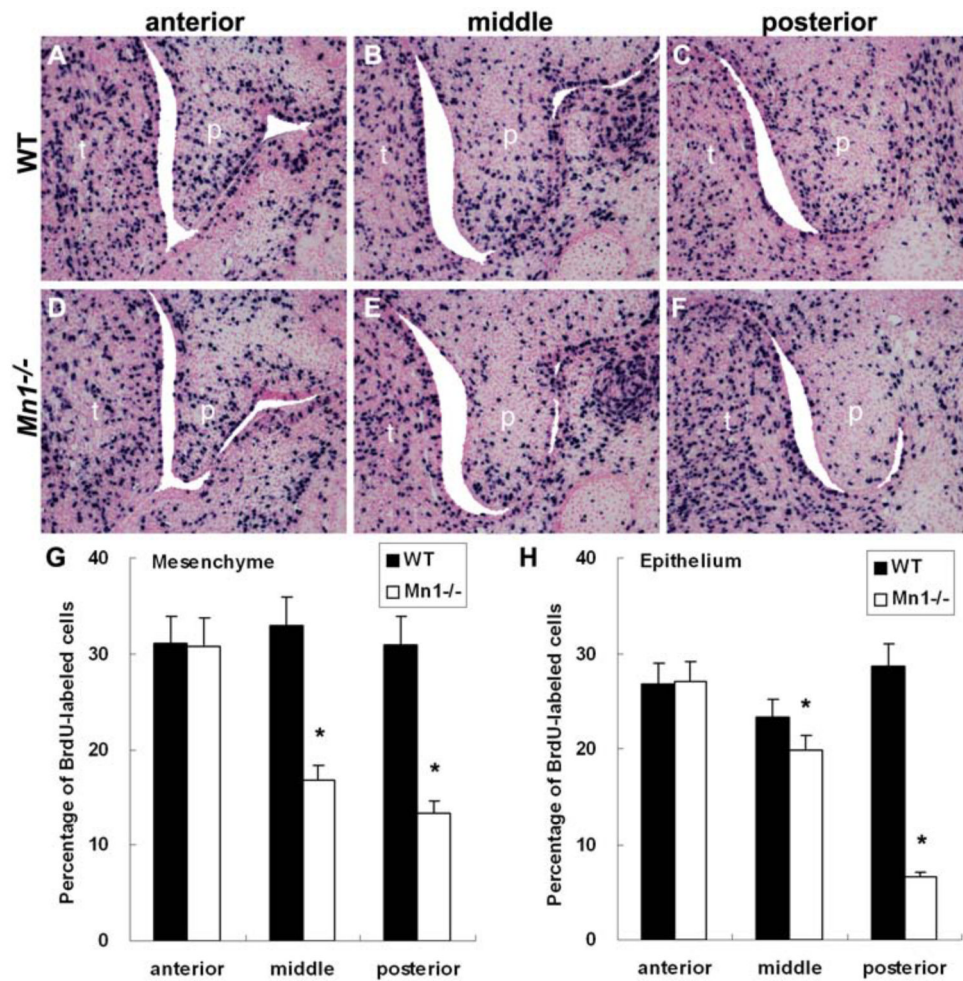 anterior middle posterior
WT
A t p
B t p
C t p
Mn1-/-
D t p
E t p
F t p
G Mesenchyme
WT
Mn1-/-
Percentage of BrdU-labeled cells
40
30
20
10
0
* *
anterior middle posterior
H Epithelium
WT
Mn1-/-
Percentage of BrdU-labeled cells
40
30
20
10
0
* *
anterior middle posterior